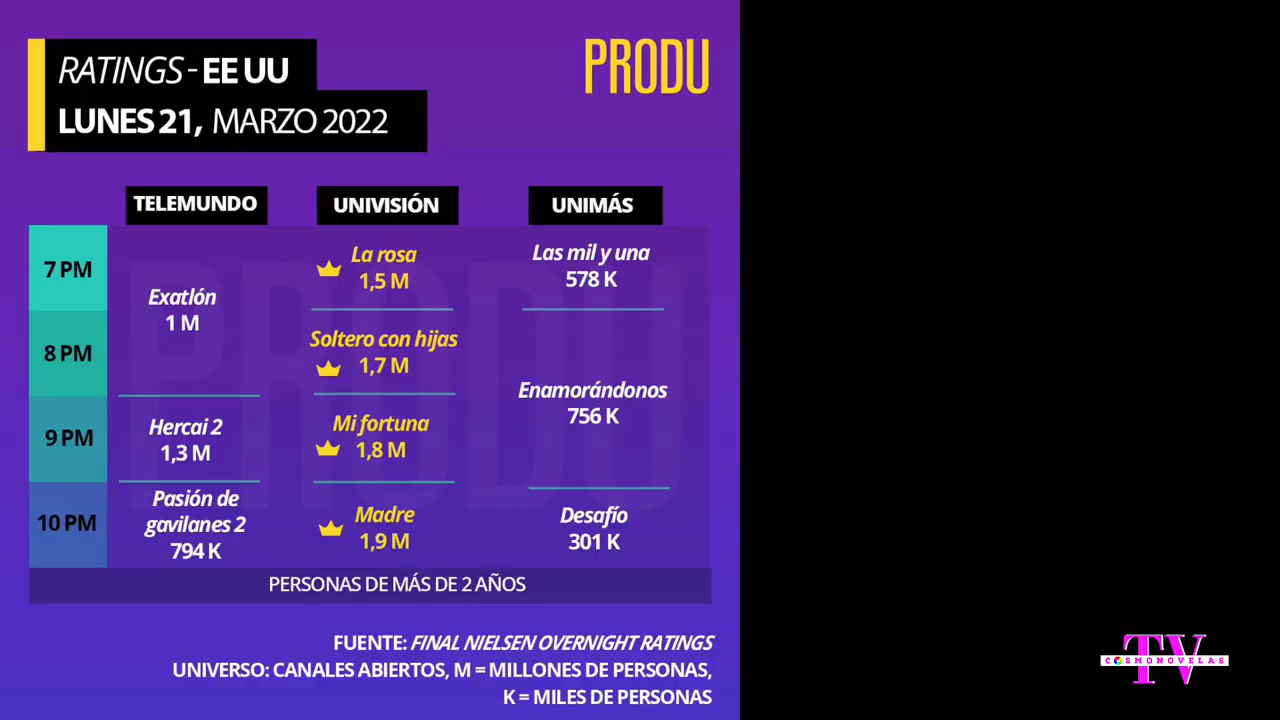 RATINGS - EE UU
LUNES 21, MARZO 2022
PRODU
TELEMUNDO
UNIVISIÓN
UNIMÁS
7 PM
8 PM
9 PM
10 PM
Exatlón
1 M
Hercai 2
1,3 M
Pasión de
gavilanes 2
794 K
La rosa
1,5 M
Soltero con hijas
1,7 M
Mi fortuna
1,8 M
Madre
1,9 M
Las mil y una
578 K
Enamorándonos
756 K
Desafío
301 K
PERSONAS DE MÁS DE 2 AÑOS
FUENTE: FINAL NIELSEN OVERNIGHT RATINGS
UNIVERSO: CANALES ABIERTOS, M = MILLONES DE PERSONAS,
K = MILES DE PERSONAS
TV
COSMONOVELAS